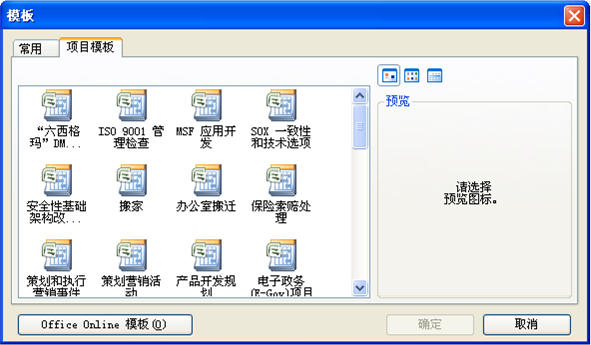 模板
常用 项目模板
预览
“六西格 ISO 9001 管 MSF 应用开 SOX 一致性
玛”DM... 理检查 发 和技术选项
请选择
预览图标。
安全性基础 搬家 办公室搬迁 保险索赔处
架构改... 理
策划和执行 策划营销活 产品开发规 电子政务
营销事件 动 划 (E-Gov)项目
Office Online 模板(O) 确定 取消